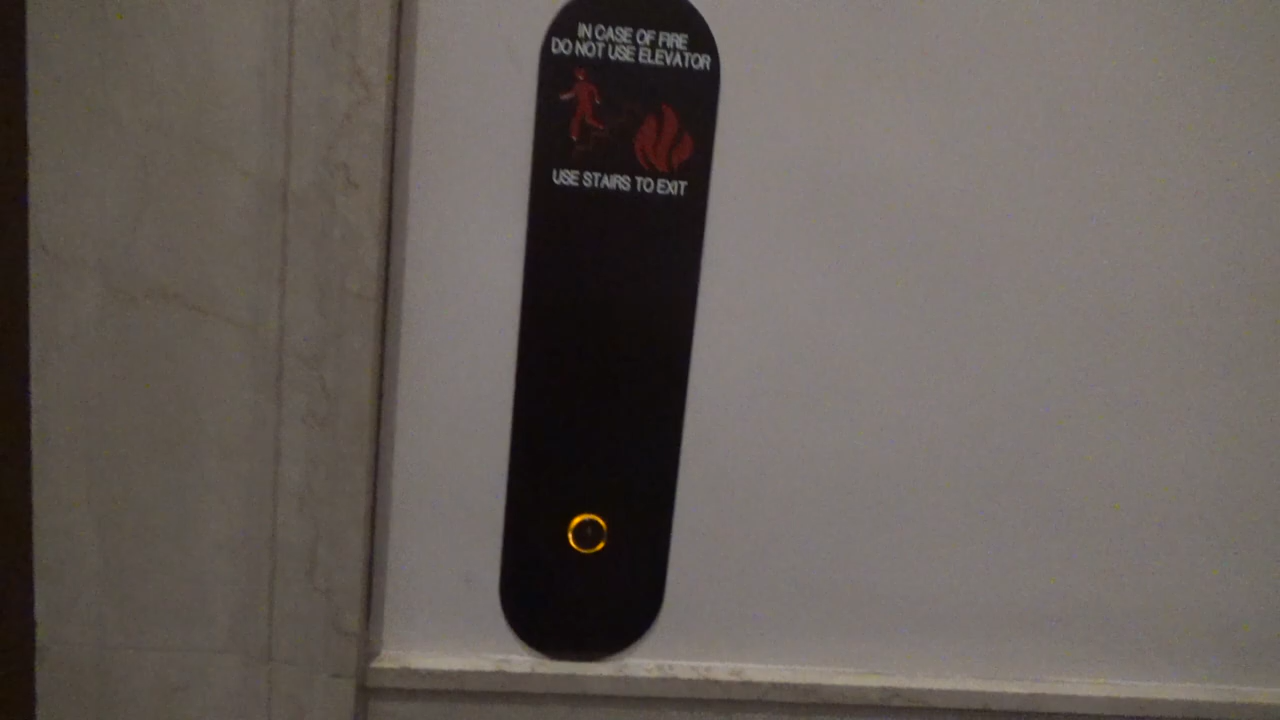 IN CASE OF FIRE
DO NOT USE ELEVATOR
USE STAIRS TO EXIT